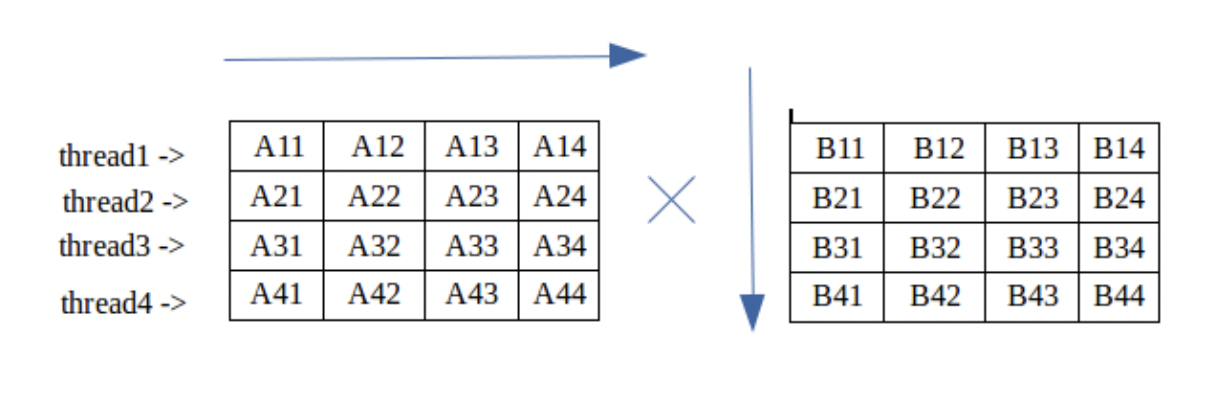 thread1 -> A11 A12 A13 A14 B11 B12 B13 B14
thread2 -> A21 A22 A23 A24 B21 B22 B23 B24
thread3 -> A31 A32 A33 A34 B31 B32 B33 B34
thread4 -> A41 A42 A43 A44 B41 B42 B43 B44